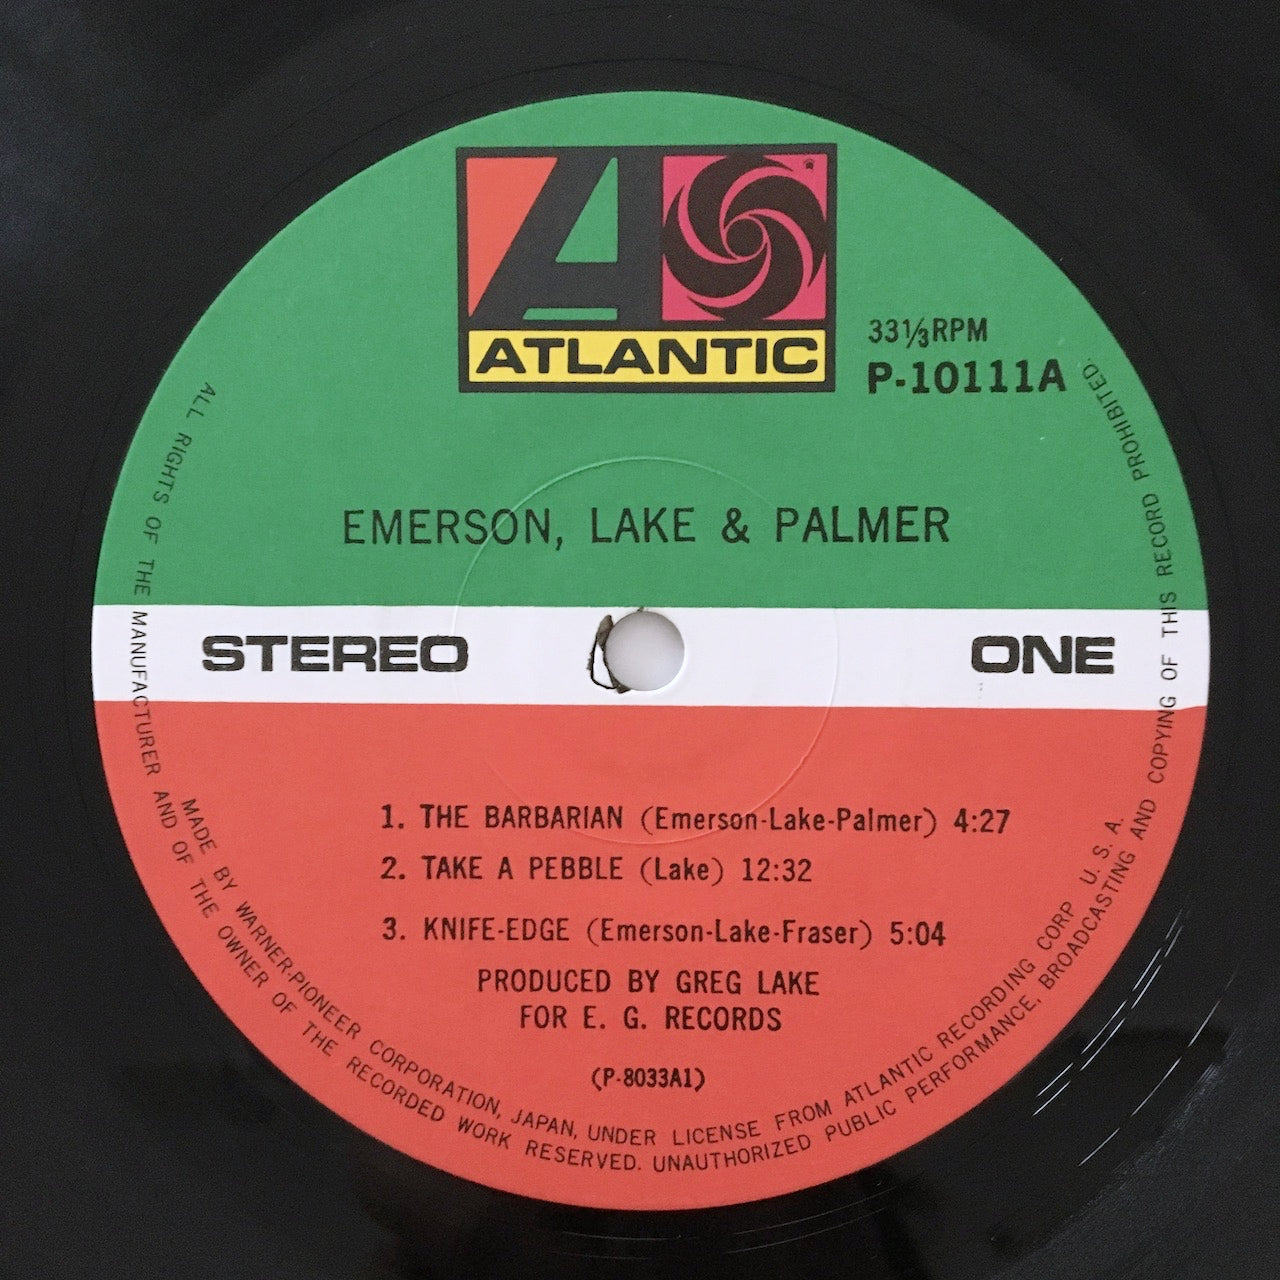 ATLANTIC
33⅓RPM
P-10111A
EMERSON, LAKE & PALMER
STEREO
ONE
1. THE BARBARIAN (Emerson-Lake-Palmer) 4:27
2. TAKE A PEBBLE (Lake) 12:32
3. KNIFE-EDGE (Emerson-Lake-Fraser) 5:04
PRODUCED BY GREG LAKE
FOR E. G. RECORDS
(P-8033A1)
MADE BY WARNER-PIONEER CORPORATION, JAPAN, UNDER LICENSE FROM ATLANTIC RECORDING CORP U. S. A.
ALL RIGHTS OF THE MANUFACTURER AND OF THE OWNER OF THE RECORDED WORK RESERVED. UNAUTHORIZED PUBLIC PERFORMANCE, BROADCASTING AND COPYING OF THIS RECORD PROHIBITED.